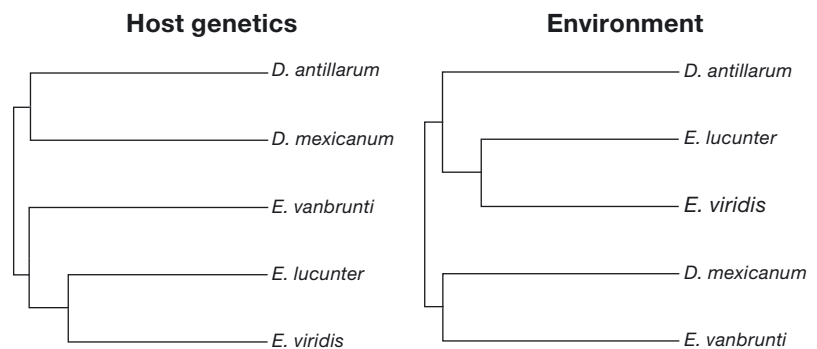 Host genetics
D. antillarum
D. mexicanum
E. vanbrunti
E. lucunter
E. viridis
Environment
D. antillarum
E. lucunter
E. viridis
D. mexicanum
E. vanbrunti